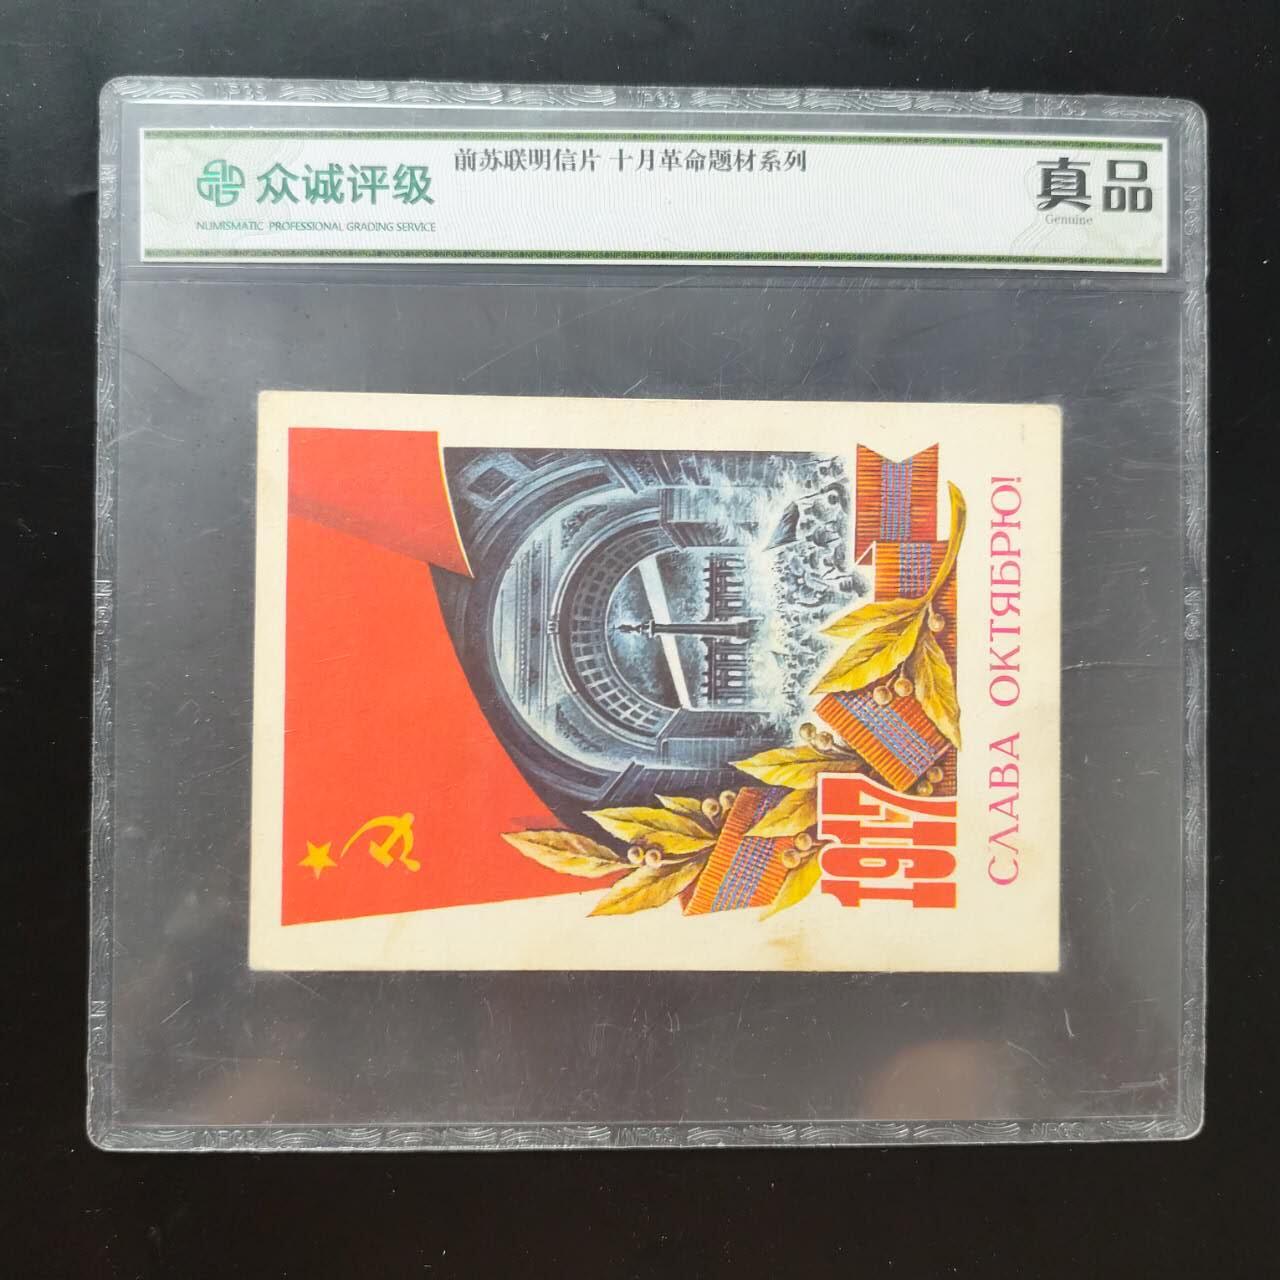 众诚评级
NUMISMATIC PROFESSIONAL GRADING SERVICE
前苏联明信片 十月革命题材系列
真品
Genuine
1917
СЛАВА ОКТЯБРЮ!
NPGS